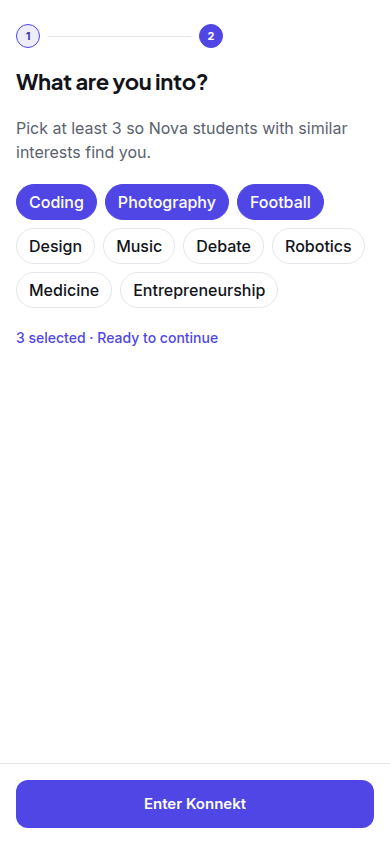 1 2
What are you into?
Pick at least 3 so Nova students with similar
interests find you.
Coding Photography Football
Design Music Debate Robotics
Medicine Entrepreneurship
3 selected · Ready to continue
Enter Konnekt